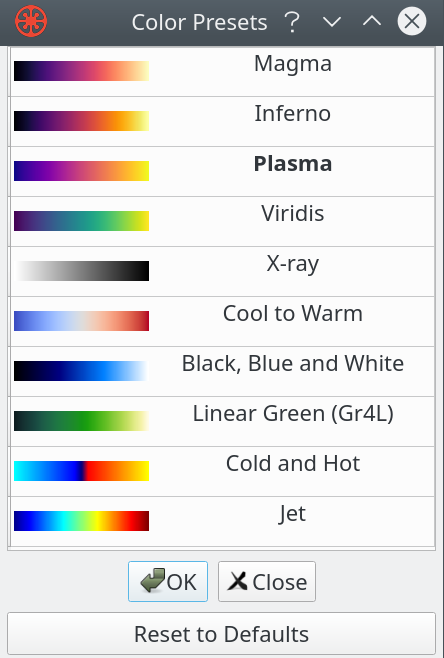 Color Presets ?
Magma
Inferno
Plasma
Viridis
X-ray
Cool to Warm
Black, Blue and White
Linear Green (Gr4L)
Cold and Hot
Jet
OK
Close
Reset to Defaults